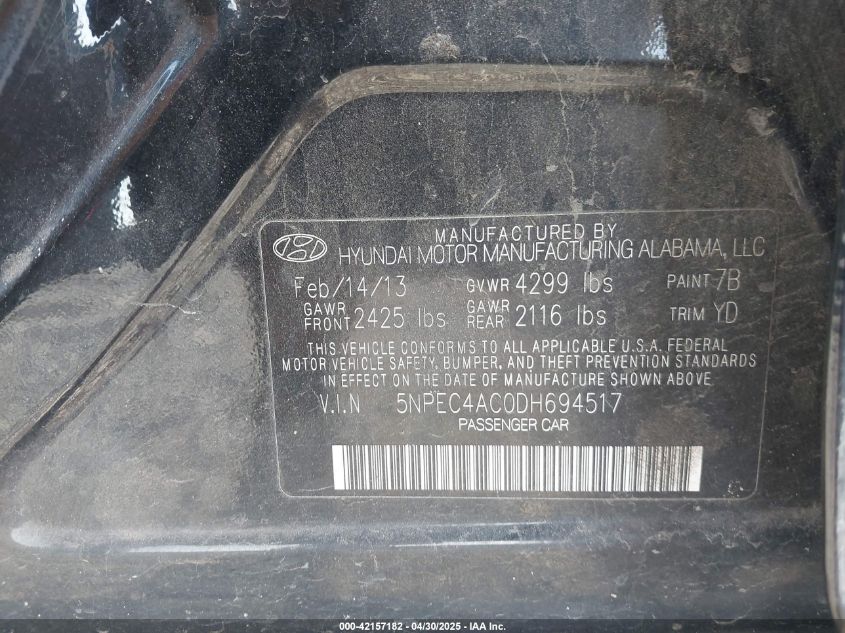 MANUFACTURED BY
HYUNDAI MOTOR MANUFACTURING ALABAMA, LLC
Feb/14/13 GVWR 4299 lbs PAINT 7B
GAWR FRONT 2425 lbs GAWR REAR 2116 lbs TRIM YD
THIS VEHICLE CONFORMS TO ALL APPLICABLE U.S.A. FEDERAL
MOTOR VEHICLE SAFETY, BUMPER, AND THEFT PREVENTION STANDARDS
IN EFFECT ON THE DATE OF MANUFACTURE SHOWN ABOVE
V.I.N 5NPEC4AC0DH694517
PASSENGER CAR
000-42157182 - 04/30/2025 - IAA Inc.